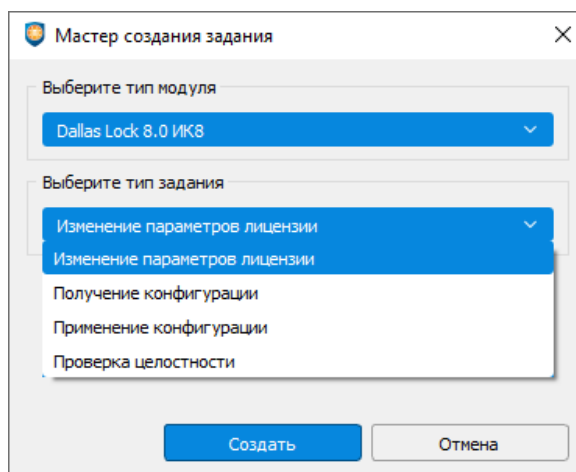 Мастер создания задания
Выберите тип модуля
Dallas Lock 8.0 ИК8
Выберите тип задания
Изменение параметров лицензии
Изменение параметров лицензии
Получение конфигурации
Применение конфигурации
Проверка целостности
Создать
Отмена